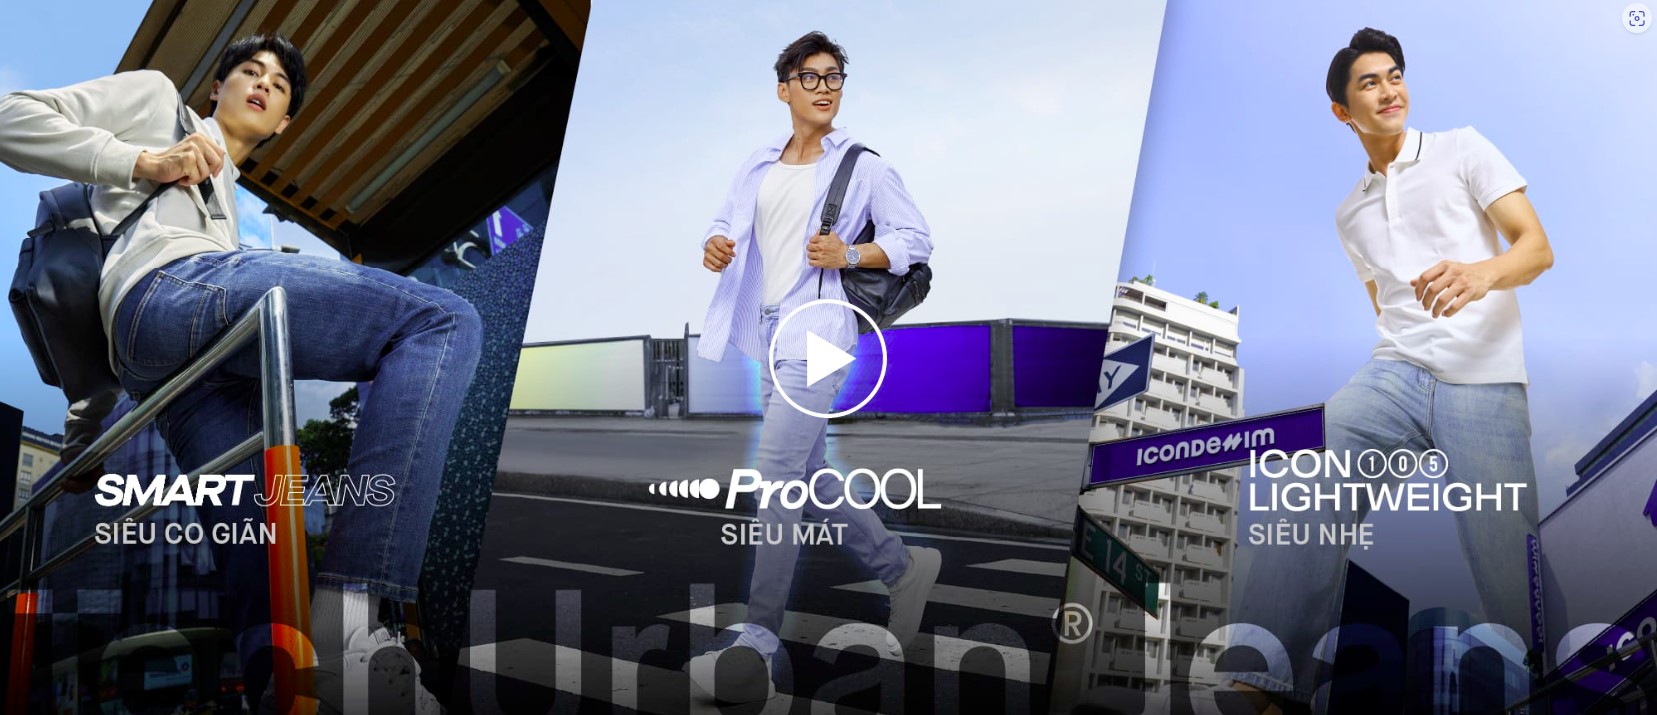 SMART JEANS
SIÊU CO GIÃN
ProCOOL
SIÊU MÁT
ICONDENIM
ICON 105
LIGHTWEIGHT
SIÊU NHẸ
E 14 ST
TechUrban® Jeans